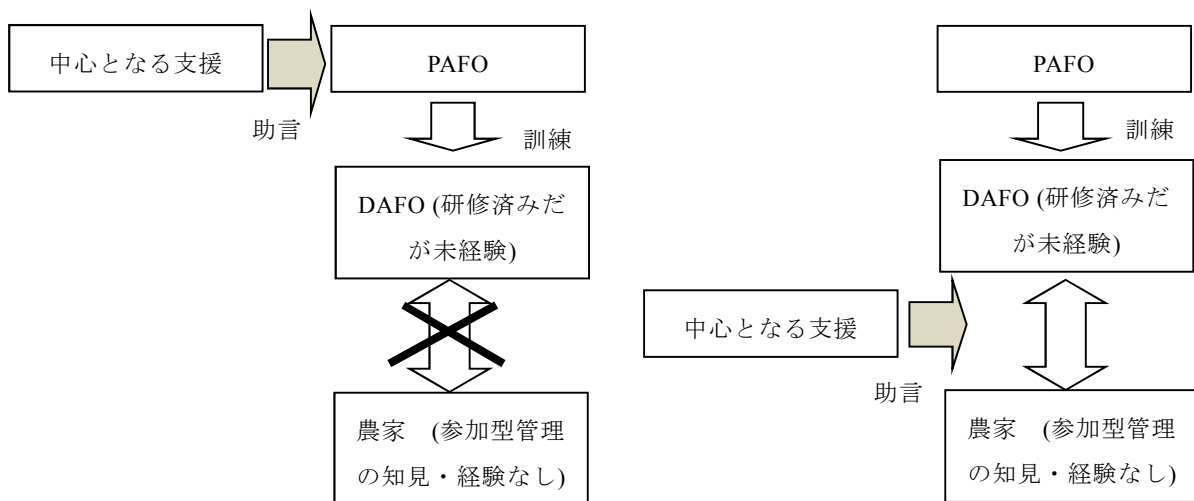 中心となる支援
PAFO
助言
訓練
DAFO (研修済みだ
が未経験)
農家　(参加型管理
の知見・経験なし)
PAFO
訓練
DAFO (研修済みだ
が未経験)
中心となる支援
助言
農家　(参加型管理
の知見・経験なし)